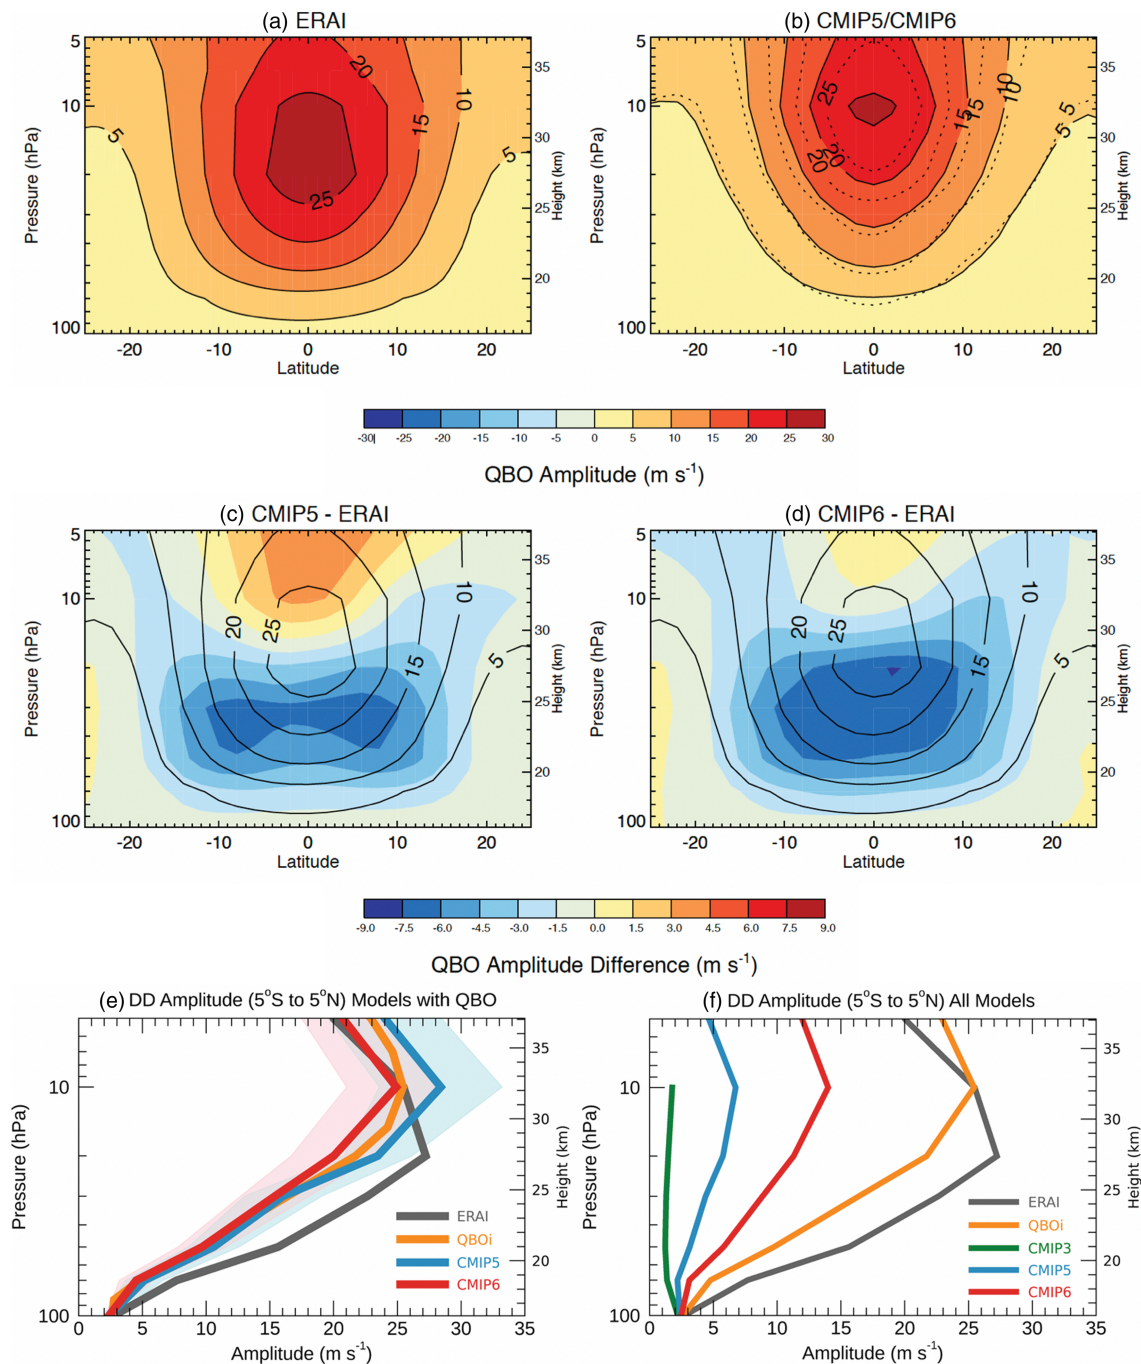 (a) ERAI
(b) CMIP5/CMIP6
5
10
100
Pressure (hPa)
-20 -10 0 10 20
Latitude
35
30
25
20
Height (km)
5
20
15
10
5
25
5
10
100
Pressure (hPa)
-20 -10 0 10 20
Latitude
35
30
25
20
Height (km)
25
20
20
15
15
10
10
5
5
-30 -25 -20 -15 -10 -5 0 5 10 15 20 25 30
QBO Amplitude (m s-1)
(c) CMIP5 - ERAI
(d) CMIP6 - ERAI
5
10
100
Pressure (hPa)
-20 -10 0 10 20
Latitude
35
30
25
20
Height (km)
20
25
15
10
5
5
10
100
Pressure (hPa)
-20 -10 0 10 20
Latitude
35
30
25
20
Height (km)
20
25
15
10
5
-9.0 -7.5 -6.0 -4.5 -3.0 -1.5 0.0 1.5 3.0 4.5 6.0 7.5 9.0
QBO Amplitude Difference (m s-1)
(e) DD Amplitude (5oS to 5oN) Models with QBO
(f) DD Amplitude (5oS to 5oN) All Models
10
100
Pressure (hPa)
0 5 10 15 20 25 30 35
Amplitude (m s-1)
35
30
25
20
Height (km)
ERAI
QBOi
CMIP5
CMIP6
10
100
Pressure (hPa)
0 5 10 15 20 25 30 35
Amplitude (m s-1)
35
30
25
20
Height (km)
ERAI
QBOi
CMIP3
CMIP5
CMIP6